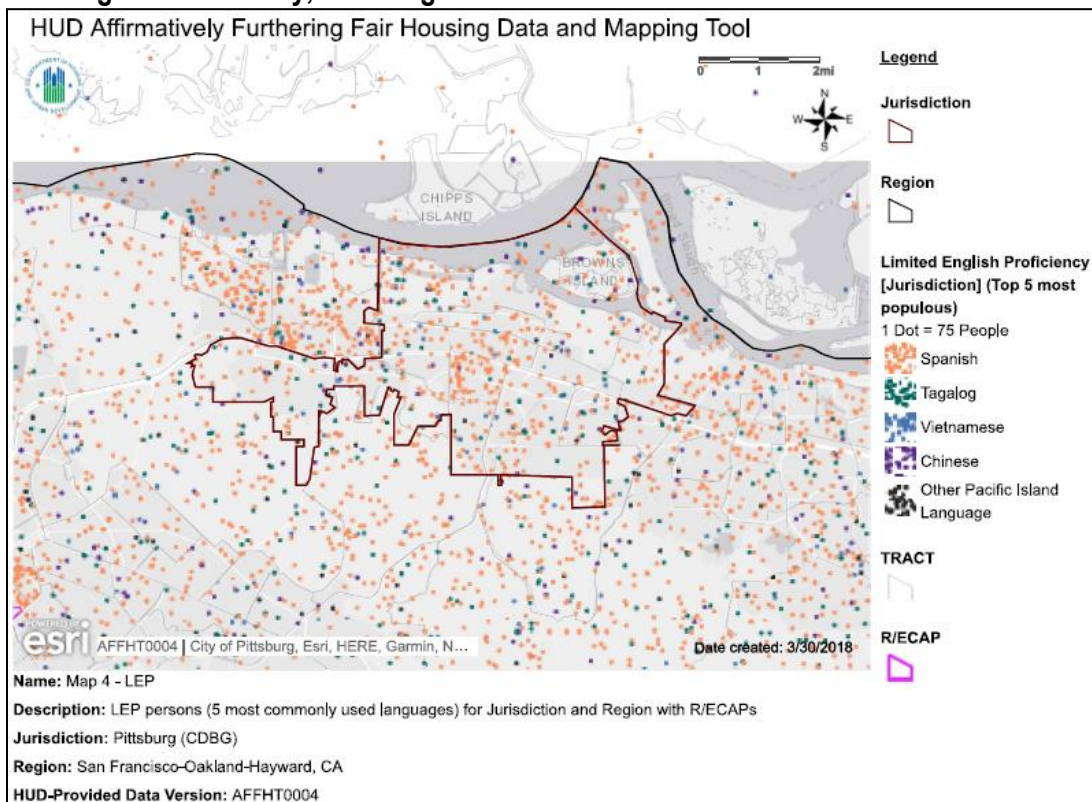 HUD Affirmatively Furthering Fair Housing Data and Mapping Tool
0 1 2mi
N
W E
S
CHIPPS
ISLAND
BROWNS
ISLAND
Legend
Jurisdiction
Region
Limited English Proficiency
[Jurisdiction] (Top 5 most
populous)
1 Dot = 75 People
Spanish
Tagalog
Vietnamese
Chinese
Other Pacific Island
Language
TRACT
R/ECAP
POWERED BY
esri
AFFHT0004 | City of Pittsburg, Esri, HERE, Garmin, N...
Date created: 3/30/2018
Name: Map 4 - LEP
Description: LEP persons (5 most commonly used languages) for Jurisdiction and Region with R/ECAPs
Jurisdiction: Pittsburg (CDBG)
Region: San Francisco-Oakland-Hayward, CA
HUD-Provided Data Version: AFFHT0004